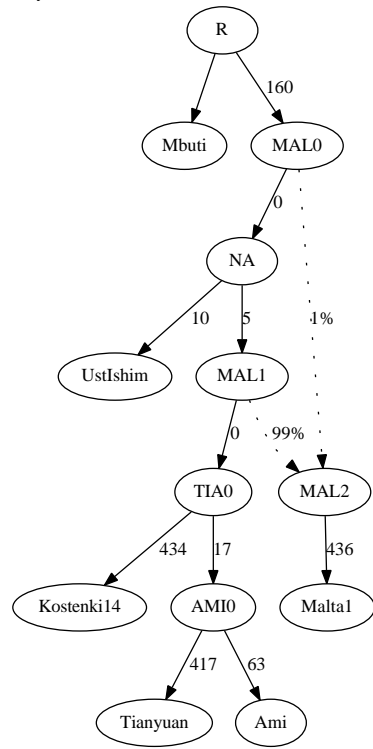 R
160
Mbuti
MAL0
0
NA
1%
10
5
UstIshim
MAL1
0
99%
TIA0
MAL2
434
17
436
Kostenki14
AMI0
Malta1
417
63
Tianyuan
Ami